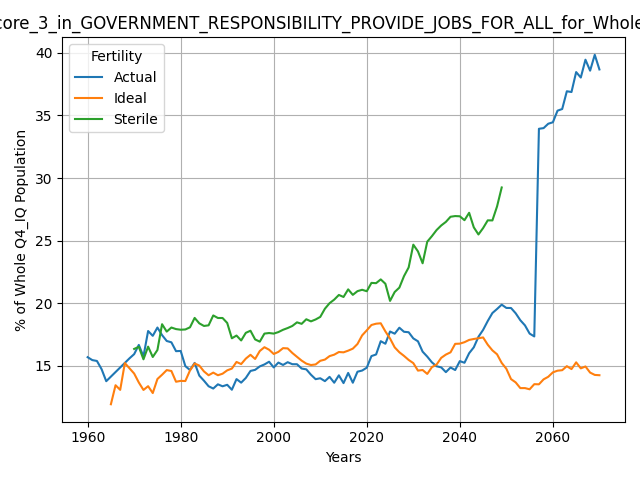 core_3_in_GOVERNMENT_RESPONSIBILITY_PROVIDE_JOBS_FOR_ALL_for_Whole
Fertility
Actual
Ideal
Sterile
% of Whole Q4_IQ Population
40
35
30
25
20
15
1960 1980 2000 2020 2040 2060
Years